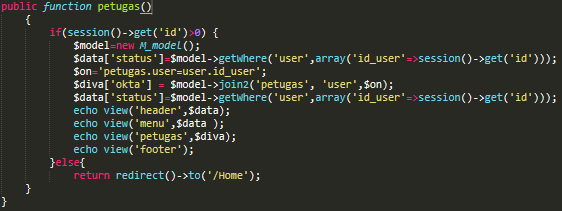 public function petugas()
{
if(session()->get('id')>0) {
$model=new M_model();
$data['status']=$model->getWhere('user',array('id_user'=>session()->get('id')));
$on='petugas.user=user.id_user';
$diva['okta'] = $model->join2('petugas', 'user',$on);
$data['status']=$model->getWhere('user',array('id_user'=>session()->get('id')));
echo view('header',$data);
echo view('menu',$data );
echo view('petugas',$diva);
echo view('footer');
}else{
return redirect()->to('/Home');
}
}